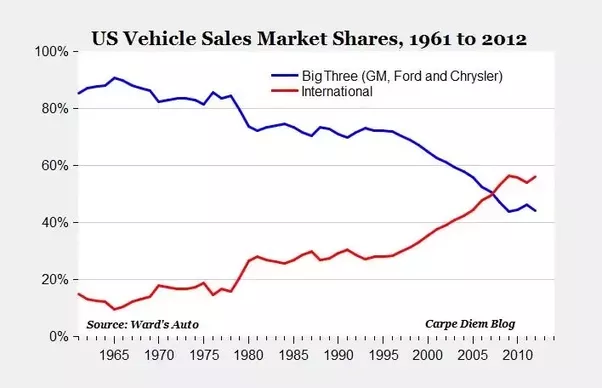 US Vehicle Sales Market Shares, 1961 to 2012
100%
Big Three (GM, Ford and Chrysler)
International
80%
60%
40%
20%
0%
Source: Ward's Auto
Carpe Diem Blog
1965 1970 1975 1980 1985 1990 1995 2000 2005 2010